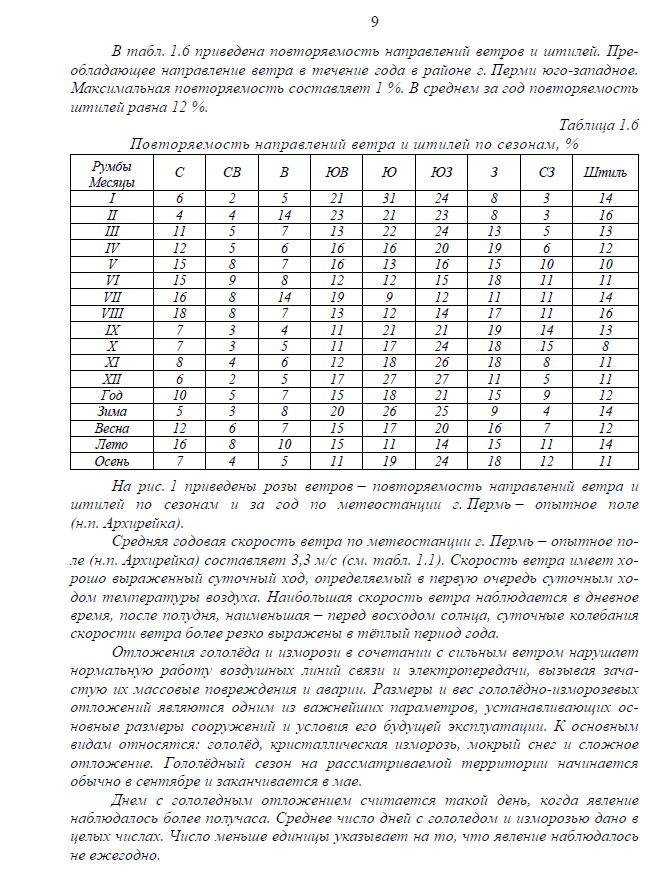 9
В табл. 1.6 приведена повторяемость направлений ветров и штилей. Пре-
обладающее направление ветра в течение года в районе г. Перми юго-западное.
Максимальная повторяемость составляет 1 %. В среднем за год повторяемость
штилей равна 12 %.
Таблица 1.6
Повторяемость направлений ветра и штилей по сезонам, %
Румбы
Месяцы С СВ В ЮВ Ю ЮЗ З СЗ Штиль
I 6 2 5 21 31 24 8 3 14
II 4 4 14 23 21 23 8 3 16
III 11 5 7 13 22 24 13 5 13
IV 12 5 6 16 16 20 19 6 12
V 15 8 7 16 13 16 15 10 10
VI 15 9 8 12 12 15 18 11 11
VII 16 8 14 19 9 12 11 11 14
VIII 18 8 7 13 12 14 17 11 16
IX 7 3 4 11 21 21 19 14 13
X 7 3 5 11 17 24 18 15 8
XI 8 4 6 12 18 26 18 8 11
XII 6 2 5 17 27 27 11 5 11
Год 10 5 7 15 18 21 15 9 12
Зима 5 3 8 20 26 25 9 4 14
Весна 12 6 7 15 17 20 16 7 12
Лето 16 8 10 15 11 14 15 11 14
Осень 7 4 5 11 19 24 18 12 11
На рис. 1 приведены розы ветров – повторяемость направлений ветра и
штилей по сезонам и за год по метеостанции г. Пермь – опытное поле
(н.п. Архирейка).
Средняя годовая скорость ветра по метеостанции г. Пермь – опытное по-
ле (н.п. Архирейка) составляет 3,3 м/с (см. табл. 1.1). Скорость ветра имеет хо-
рошо выраженный суточный ход, определяемый в первую очередь суточным хо-
дом температуры воздуха. Наибольшая скорость ветра наблюдается в дневное
время, после полудня, наименьшая – перед восходом солнца, суточные колебания
скорости ветра более резко выражены в тёплый период года.
Отложения гололёда и изморози в сочетании с сильным ветром нарушает
нормальную работу воздушных линий связи и электропередачи, вызывая зача-
стую их массовые повреждения и аварии. Размеры и вес гололёдно-изморозевых
отложений являются одним из важнейших параметров, устанавливающих ос-
новные размеры сооружений и условия его будущей эксплуатации. К основным
видам относятся: гололёд, кристаллическая изморозь, мокрый снег и сложное
отложение. Гололёдный сезон на рассматриваемой территории начинается
обычно в сентябре и заканчивается в мае.
Днем с гололедным отложением считается такой день, когда явление
наблюдалось более получаса. Среднее число дней с гололедом и изморозью дано в
целых числах. Число меньше единицы указывает на то, что явление наблюдалось
не ежегодно.